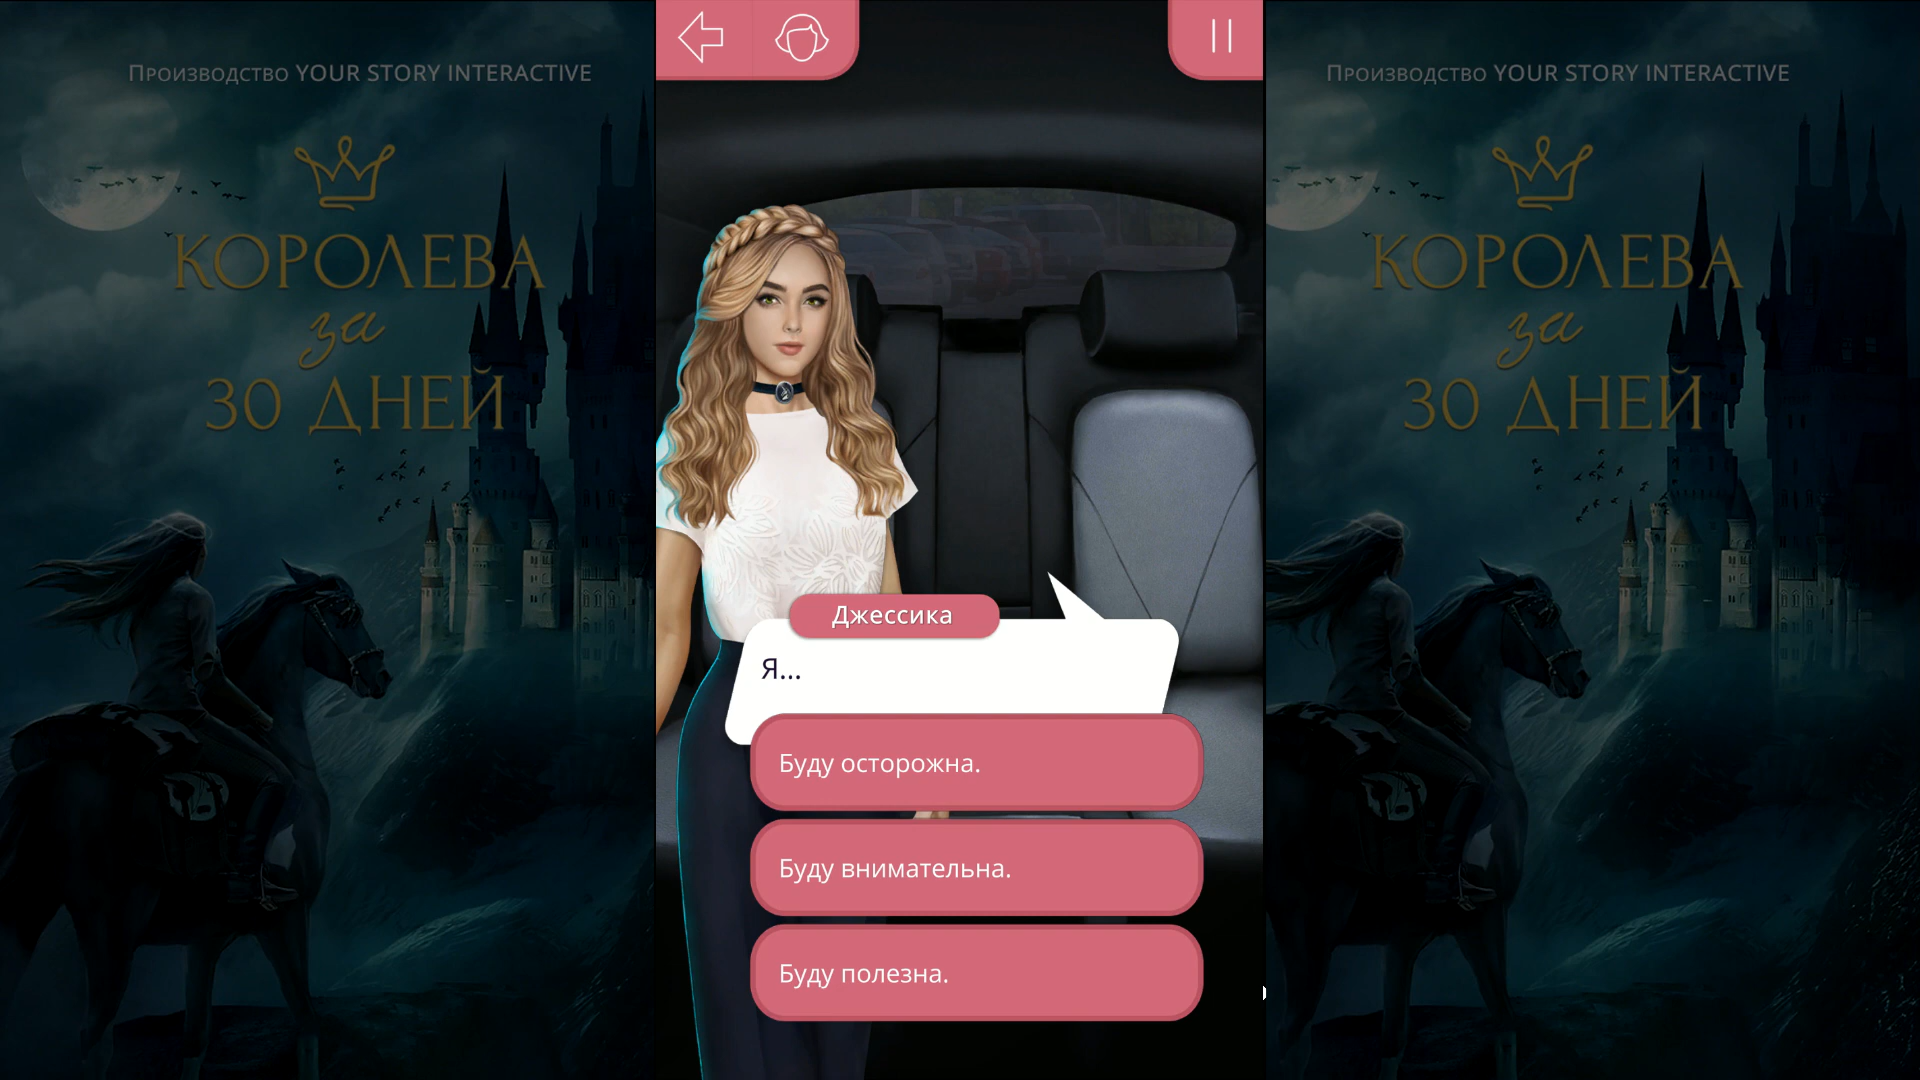 Производство YOUR STORY INTERACTIVE
КОРОЛЕВА
за
30 ДНЕЙ
Джессика
Я...
Буду осторожна.
Буду внимательна.
Буду полезна.
Производство YOUR STORY INTERACTIVE
КОРОЛЕВА
за
30 ДНЕЙ